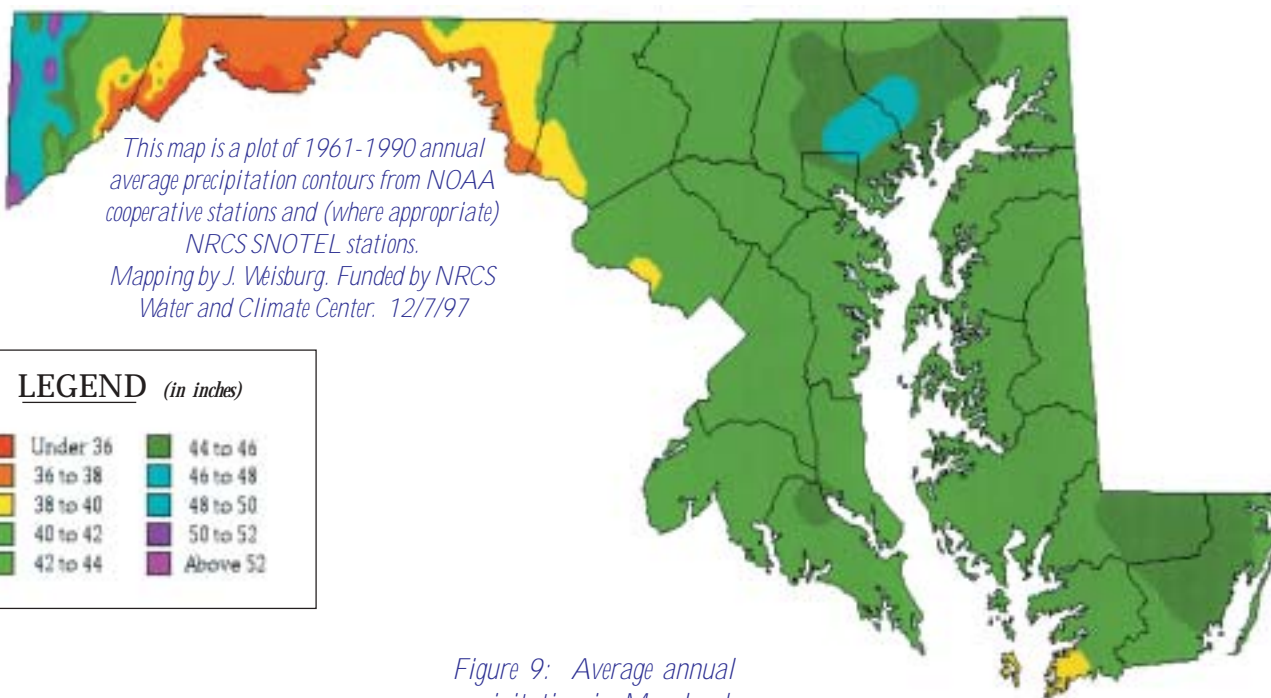 This map is a plot of 1961-1990 annual
average precipitation contours from NOAA
cooperative stations and (where appropriate)
NRCS SNOTEL stations.
Mapping by J. Weisburg. Funded by NRCS
Water and Climate Center. 12/7/97
LEGEND (in inches)
Under 36
36 to 38
38 to 40
40 to 42
42 to 44
44 to 46
46 to 48
48 to 50
50 to 52
Above 52
Figure 9: Average annual